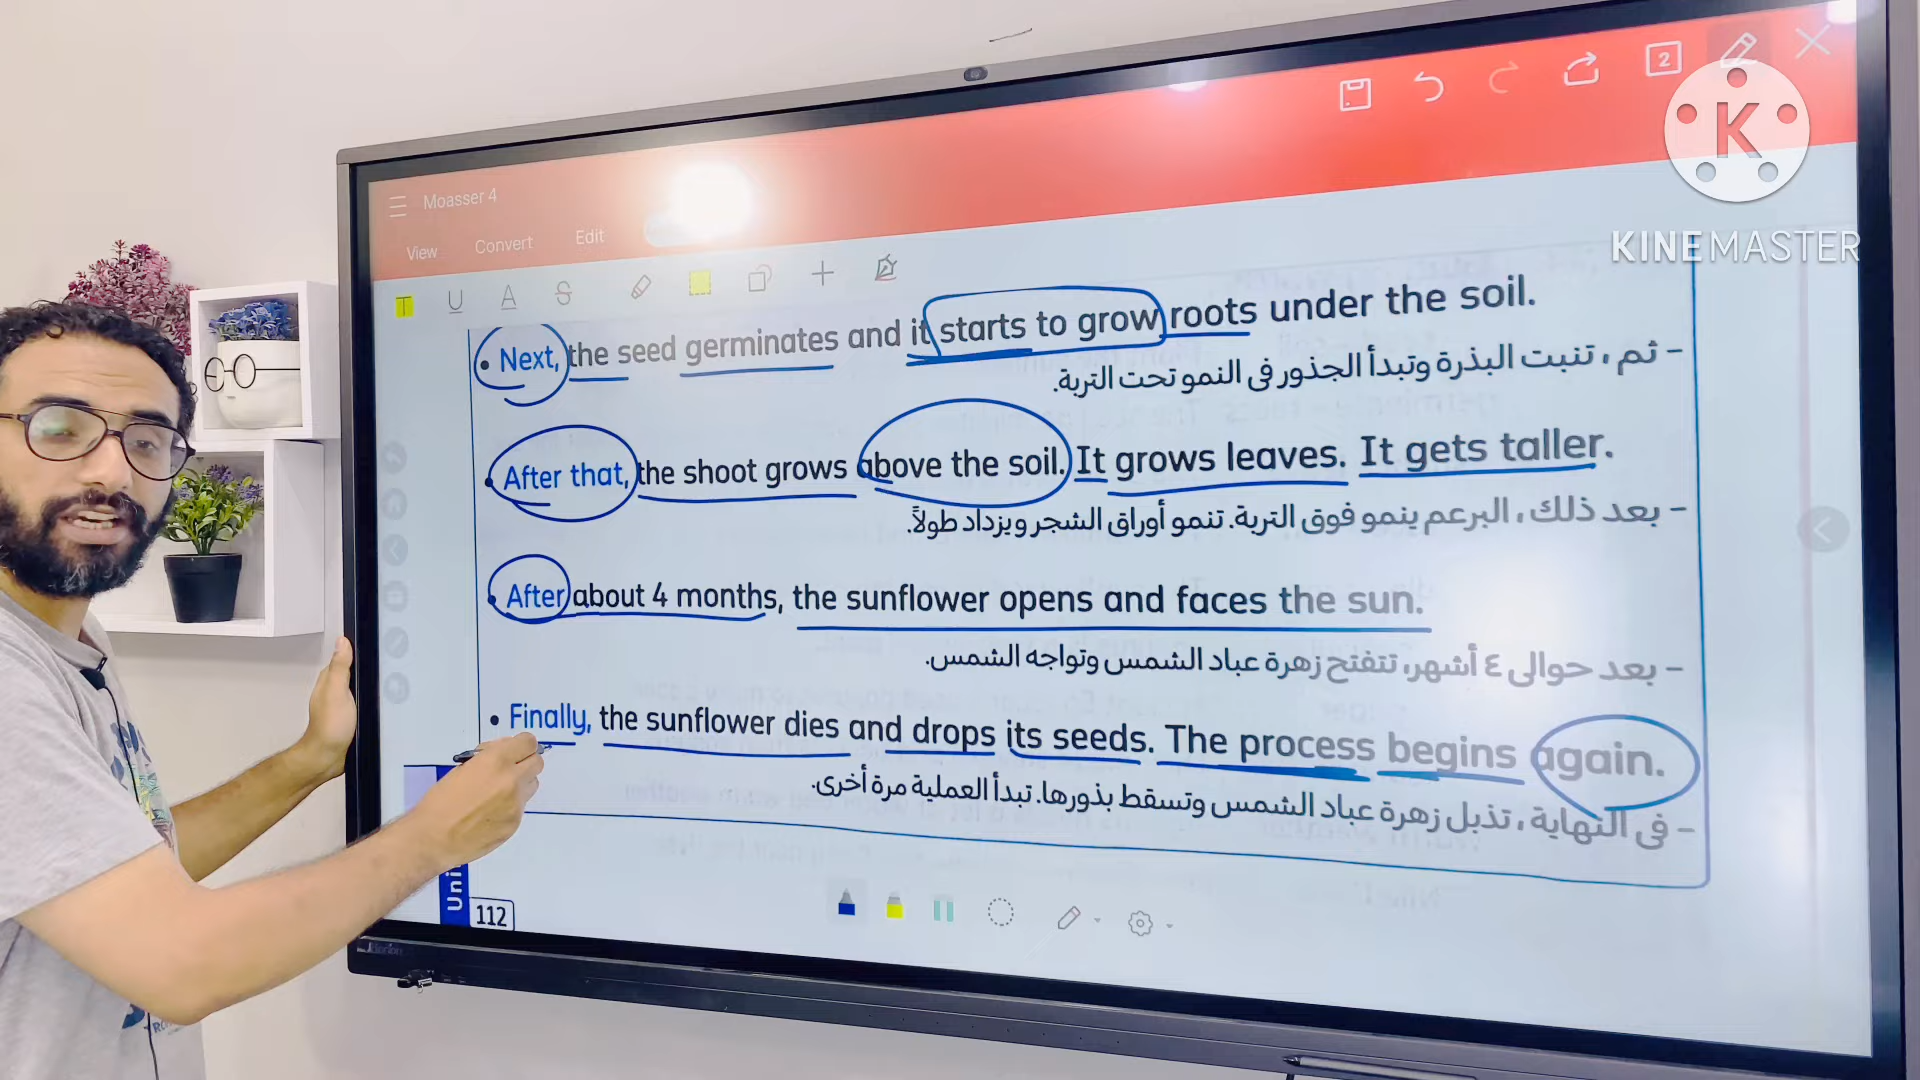 2
K
KINEMASTER
Moasser 4
View Convert Edit
T U A S
• Next, the seed germinates and it starts to grow roots under the soil.
- ثم ، تنبت البذرة وتبدأ الجذور فى النمو تحت التربة.
• After that, the shoot grows above the soil. It grows leaves. It gets taller.
- بعد ذلك ، البرعم ينمو فوق التربة. تنمو أوراق الشجر ويزداد طولاً.
• After about 4 months, the sunflower opens and faces the sun.
- بعد حوالى ٤ أشهر، تتفتح زهرة عباد الشمس وتواجه الشمس.
• Finally, the sunflower dies and drops its seeds. The process begins again.
- فى النهاية ، تذبل زهرة عباد الشمس وتسقط بذورها. تبدأ العملية مرة أخرى.
112